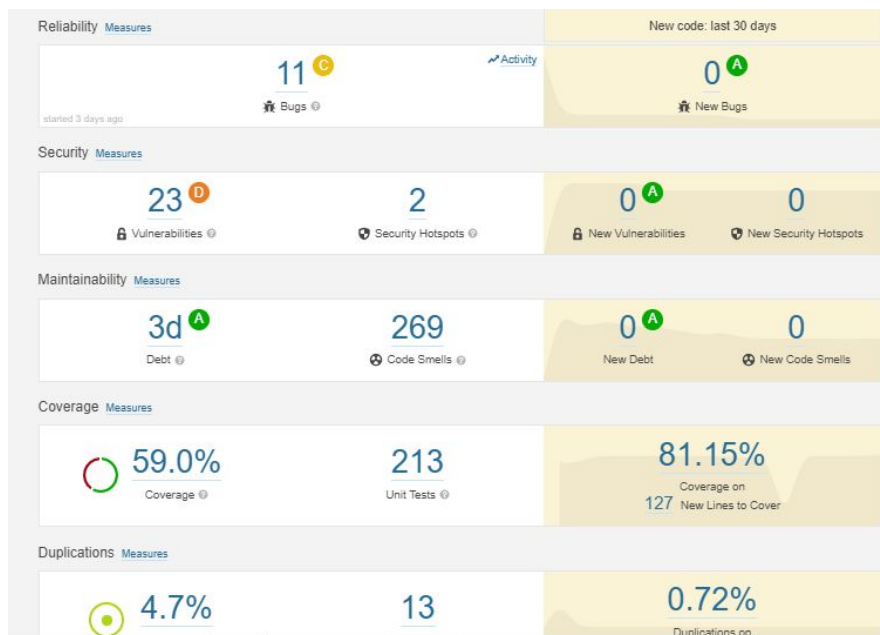 Reliability Measures
New code: last 30 days
11 C
Activity
Bugs
started 3 days ago
0 A
New Bugs
Security Measures
23 D
Vulnerabilities
2
Security Hotspots
0 A
New Vulnerabilities
0
New Security Hotspots
Maintainability Measures
3d A
Debt
269
Code Smells
0 A
New Debt
0
New Code Smells
Coverage Measures
59.0%
Coverage
213
Unit Tests
81.15%
Coverage on
127 New Lines to Cover
Duplications Measures
4.7%
13
0.72%
Duplications on